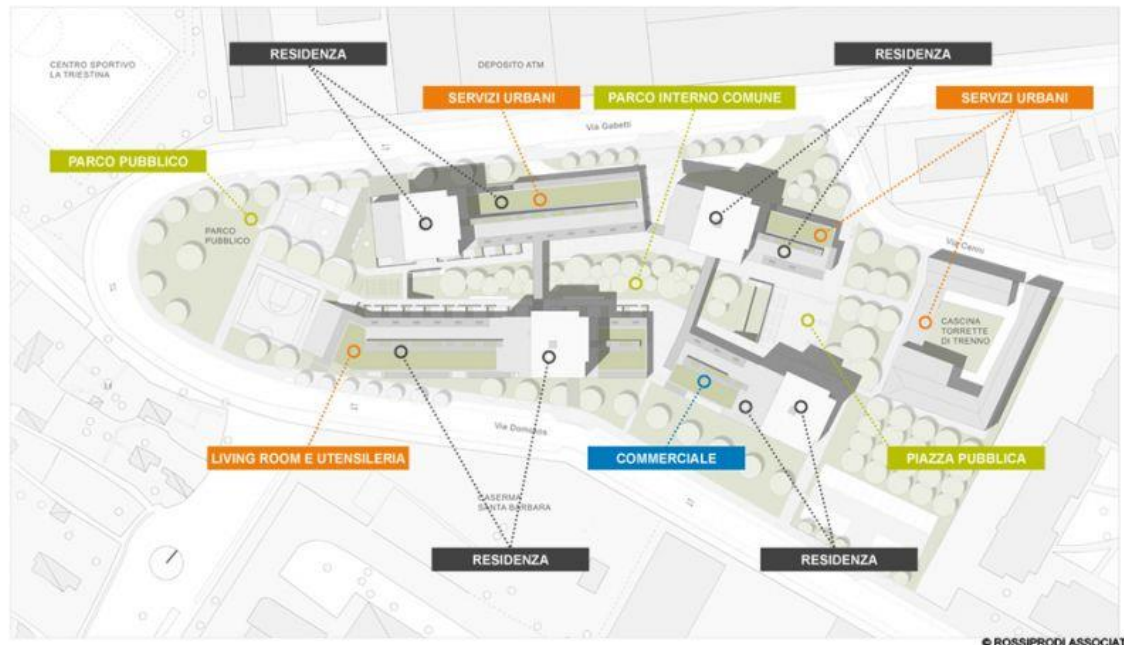 RESIDENZA
RESIDENZA
CENTRO SPORTIVO
LA TRIESTINA
DEPOSITO ATM
SERVIZI URBANI
PARCO INTERNO COMUNE
SERVIZI URBANI
Via Gabetti
PARCO PUBBLICO
PARCO
PUBBLICO
Via Cenni
CASCINA
TORRETTE
DI TRENNO
Via Domokos
LIVING ROOM E UTENSILERIA
COMMERCIALE
PIAZZA PUBBLICA
CASERMA
SANTA BARBARA
RESIDENZA
RESIDENZA
© ROSSIPRODI ASSOCIAT